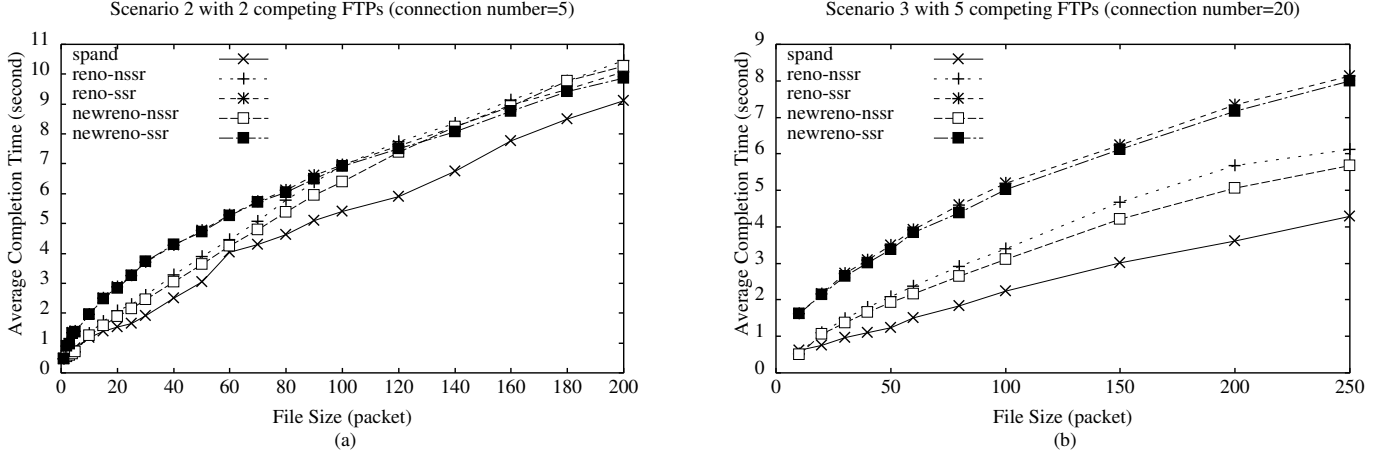 Scenario 2 with 2 competing FTPs (connection number=5)
11
10
9
8
7
6
5
4
3
2
1
0
Average Completion Time (second)
spand
reno-nssr
reno-ssr
newreno-nssr
newreno-ssr
0 20 40 60 80 100 120 140 160 180 200
File Size (packet)
(a)
Scenario 3 with 5 competing FTPs (connection number=20)
9
8
7
6
5
4
3
2
1
0
Average Completion Time (second)
spand
reno-nssr
reno-ssr
newreno-nssr
newreno-ssr
0 50 100 150 200 250
File Size (packet)
(b)